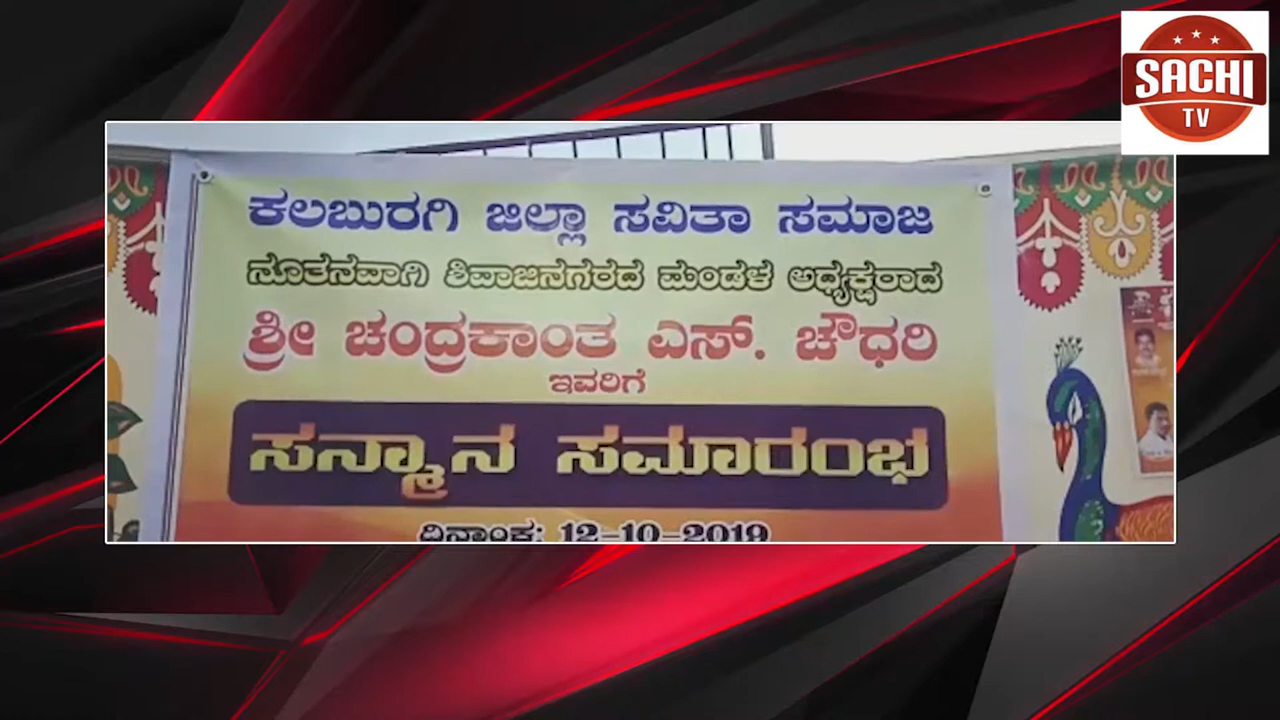 SACHI
TV
ಕಲಬುರಗಿ ಜಿಲ್ಲಾ ಸವಿತಾ ಸಮಾಜ
ನೂತನವಾಗಿ ಶಿವಾಜಿನಗರದ ಮಂಡಳ ಅಧ್ಯಕ್ಷರಾದ
ಶ್ರೀ ಚಂದ್ರಕಾಂತ ಎಸ್. ಚೌಧರಿ
ಇವರಿಗೆ
ಸನ್ಮಾನ ಸಮಾರಂಭ
ದಿನಾಂಕ: 12-10-2019